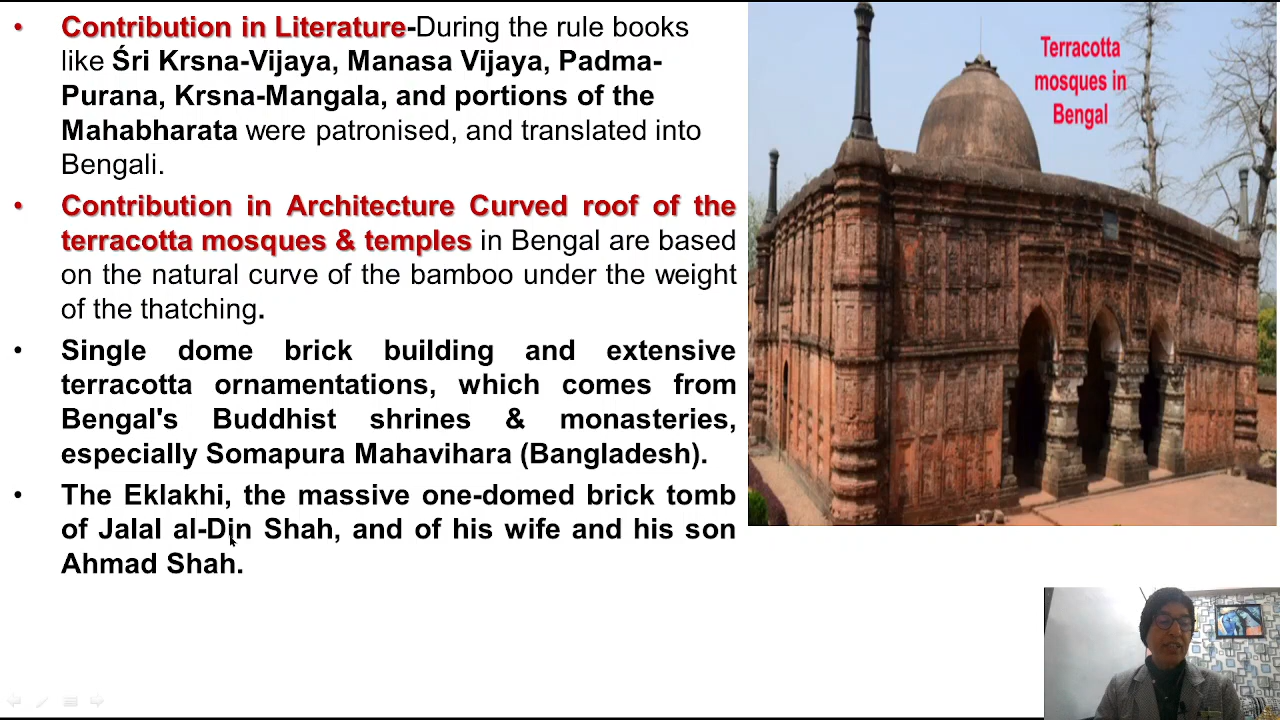 • Contribution in Literature-During the rule books
like Śri Krsna-Vijaya, Manasa Vijaya, Padma-
Purana, Krsna-Mangala, and portions of the
Mahabharata were patronised, and translated into
Bengali.
• Contribution in Architecture Curved roof of the
terracotta mosques & temples in Bengal are based
on the natural curve of the bamboo under the weight
of the thatching.
• Single dome brick building and extensive
terracotta ornamentations, which comes from
Bengal's Buddhist shrines & monasteries,
especially Somapura Mahavihara (Bangladesh).
• The Eklakhi, the massive one-domed brick tomb
of Jalal al-Din Shah, and of his wife and his son
Ahmad Shah.
Terracotta
mosques in
Bengal